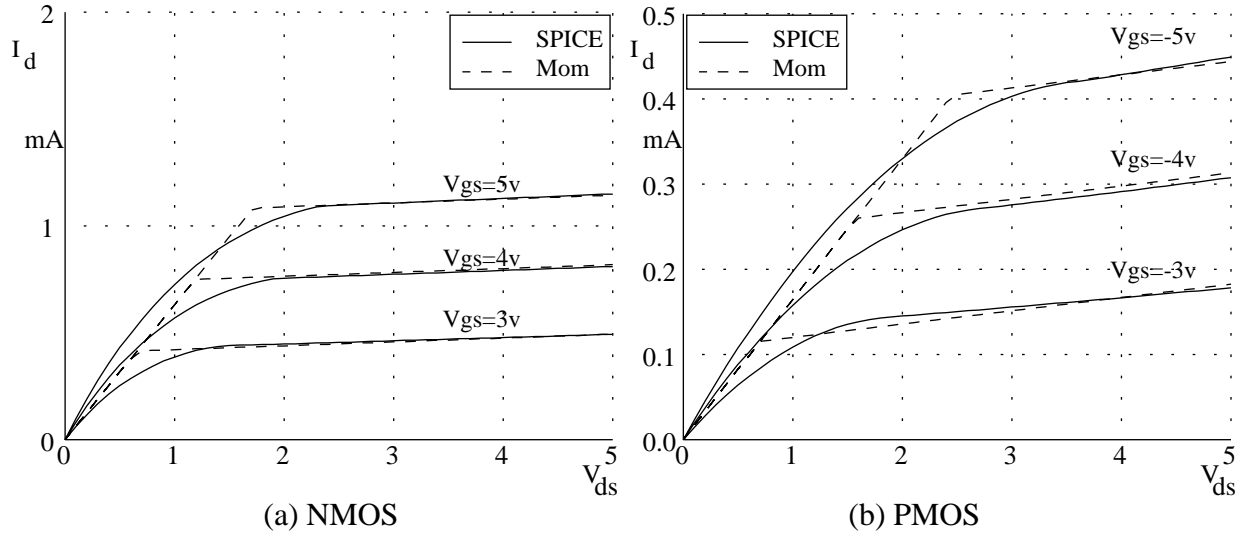 2
I
d
mA
1
0
0
1
2
3
4
5
V
ds
SPICE
Mom
Vgs=5v
Vgs=4v
Vgs=3v
(a) NMOS
0.5
I
d
0.4
mA
0.3
0.2
0.1
0.0
0
1
2
3
4
5
V
ds
SPICE
Mom
Vgs=-5v
Vgs=-4v
Vgs=-3v
(b) PMOS